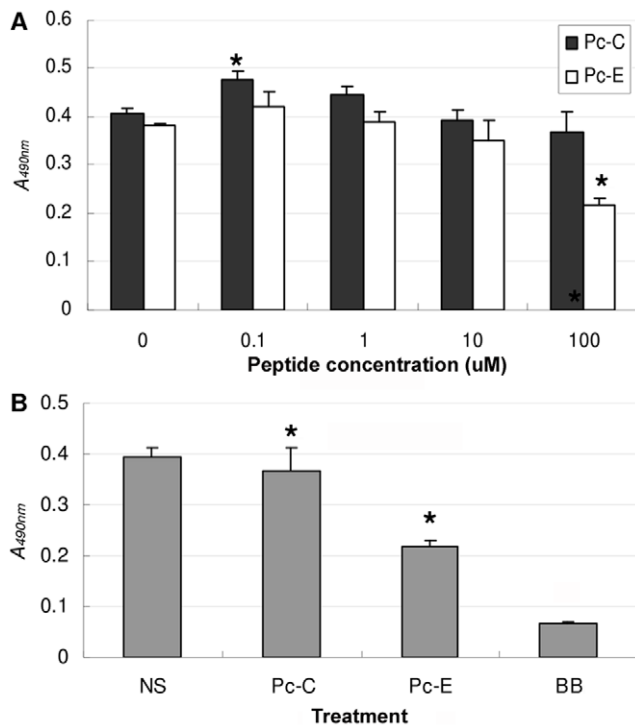 A
0.6
0.5
0.4
0.3
0.2
0.1
0
A490nm
Pc-C
Pc-E
*
*
*
0 0.1 1 10 100
Peptide concentration (uM)
B
0.5
0.4
0.3
0.2
0.1
0
A490nm
*
*
NS Pc-C Pc-E BB
Treatment